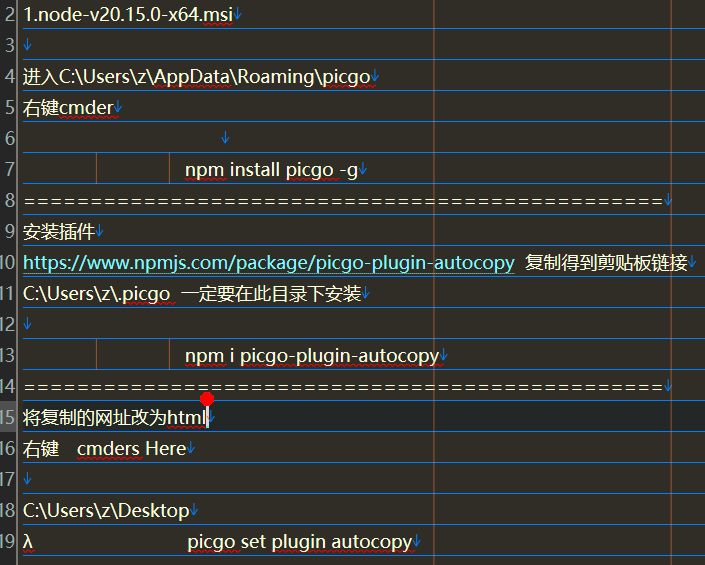 2 1.node-v20.15.0-x64.msi↓
3 ↓
4 进入C:\Users\z\AppData\Roaming\picgo↓
5 右键cmder↓
6 ↓
7 npm install picgo -g↓
8 ================================================↓
9 安装插件↓
10 https://www.npmjs.com/package/picgo-plugin-autocopy 复制得到剪贴板链接↓
11 C:\Users\z\.picgo 一定要在此目录下安装↓
12 ↓
13 npm i picgo-plugin-autocopy↓
14 ================================================↓
15 将复制的网址改为html↓
16 右键 cmders Here↓
17 ↓
18 C:\Users\z\Desktop↓
19 λ picgo set plugin autocopy↓